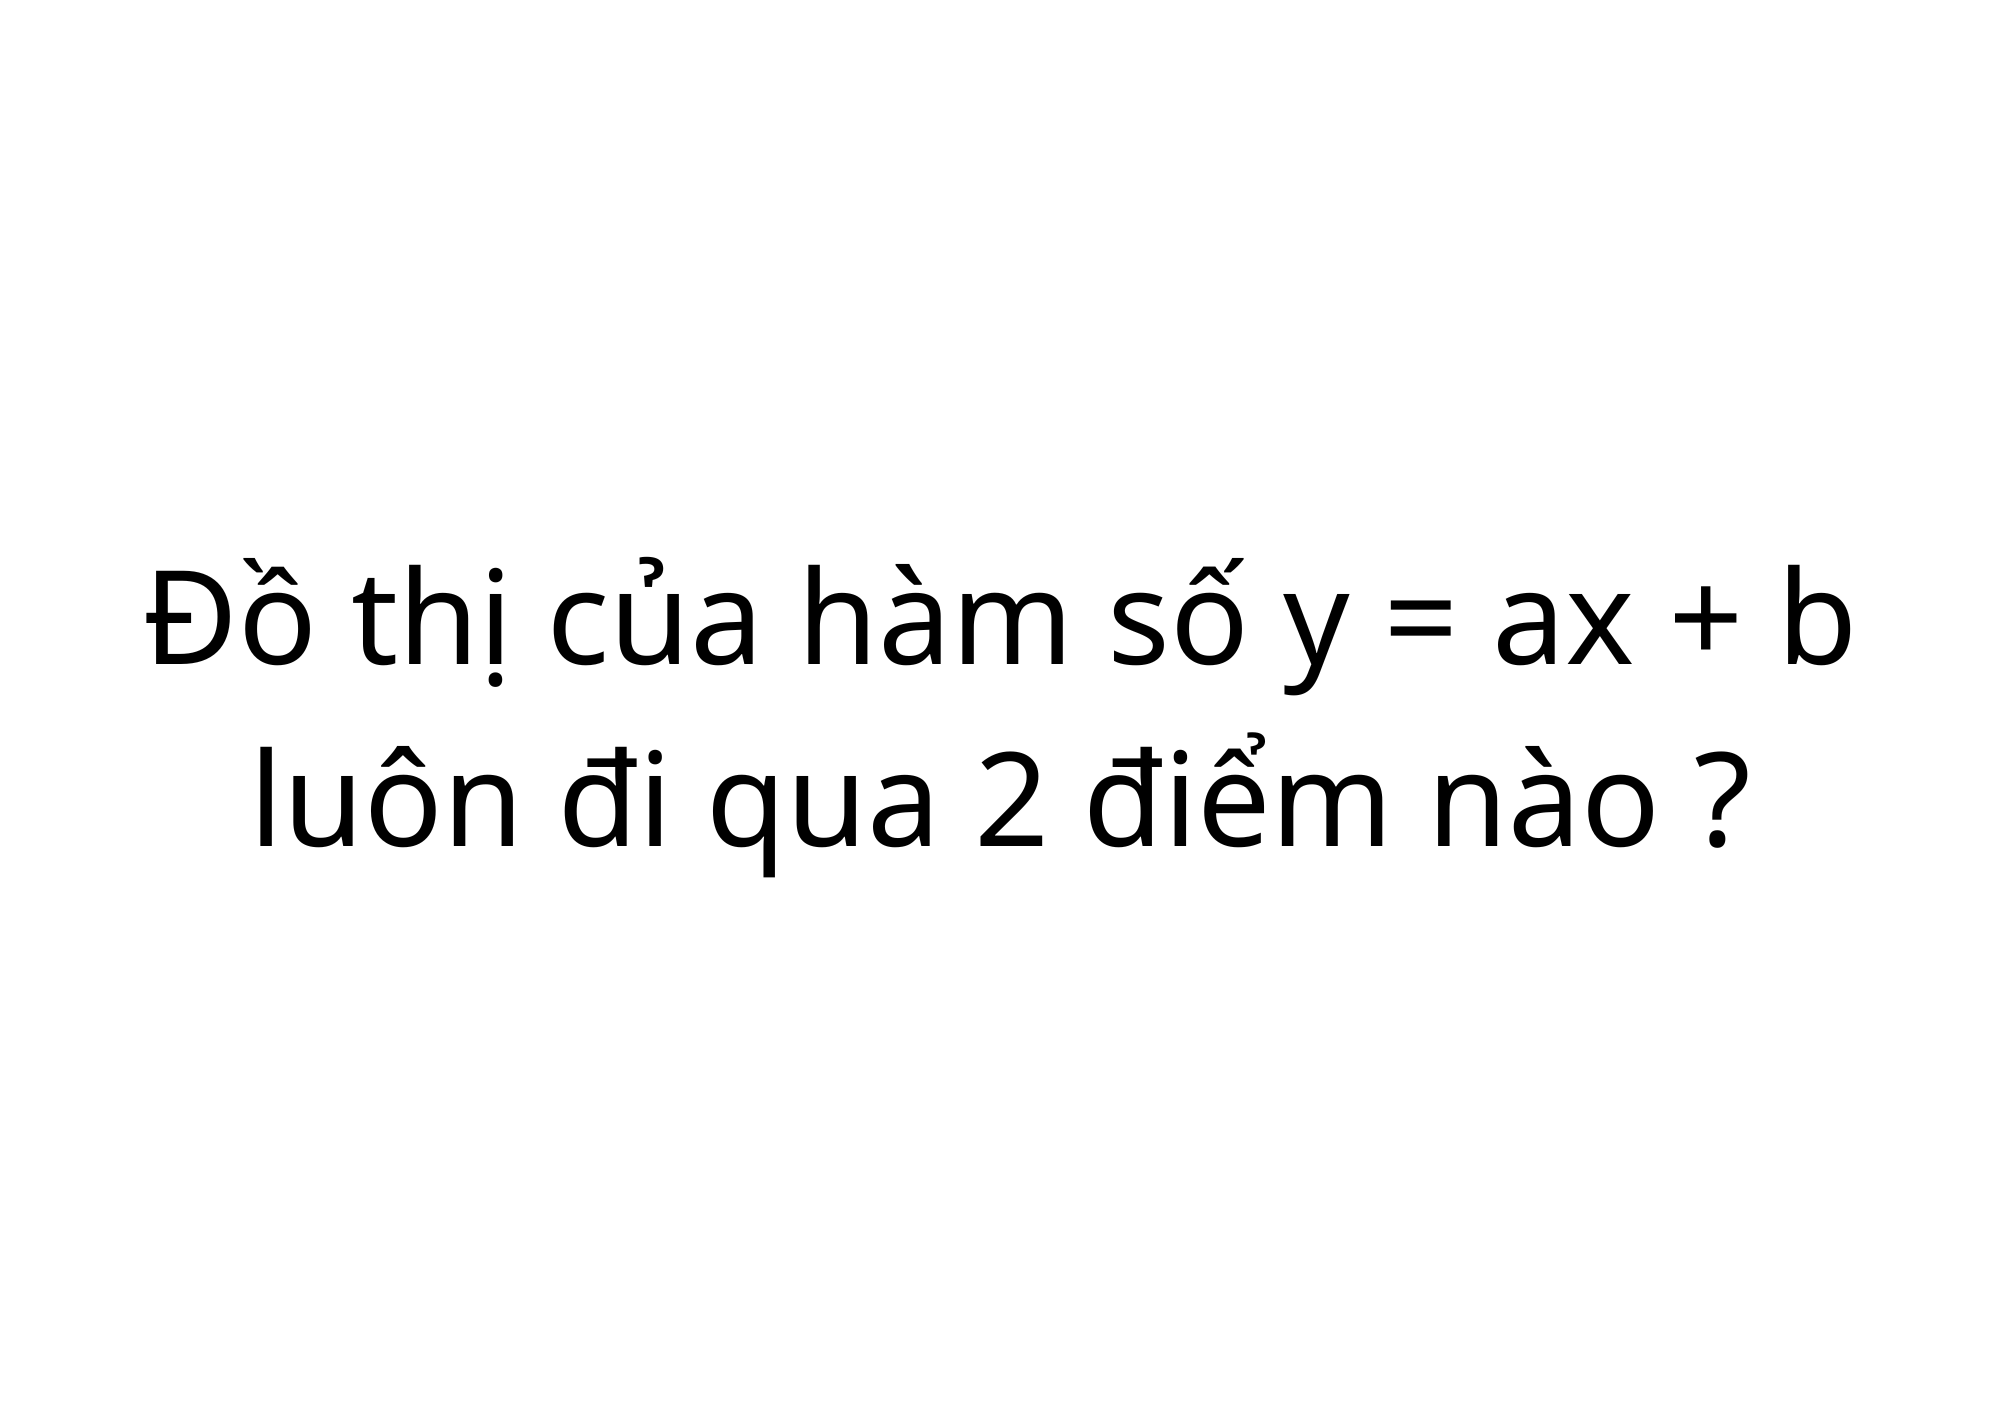 Đồ thị của hàm số y = ax + b
luôn đi qua 2 điểm nào ?